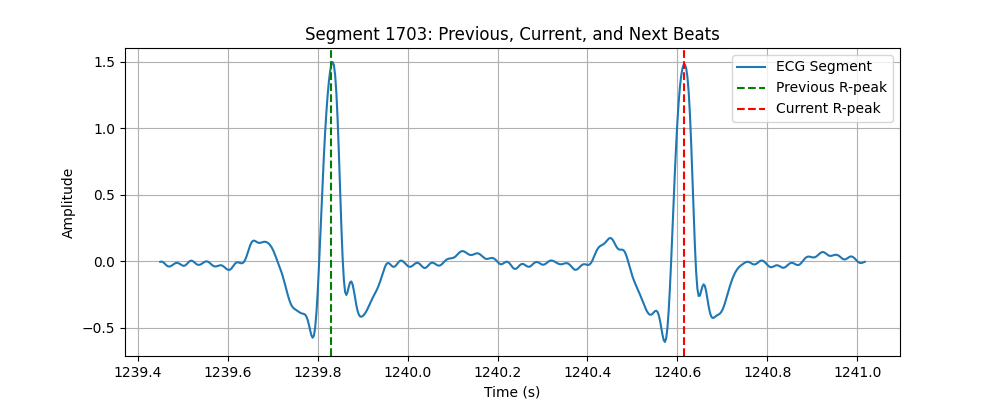 Segment 1703: Previous, Current, and Next Beats
ECG Segment
Previous R-peak
Current R-peak
Amplitude
1.5
1.0
0.5
0.0
−0.5
1239.4 1239.6 1239.8 1240.0 1240.2 1240.4 1240.6 1240.8 1241.0
Time (s)